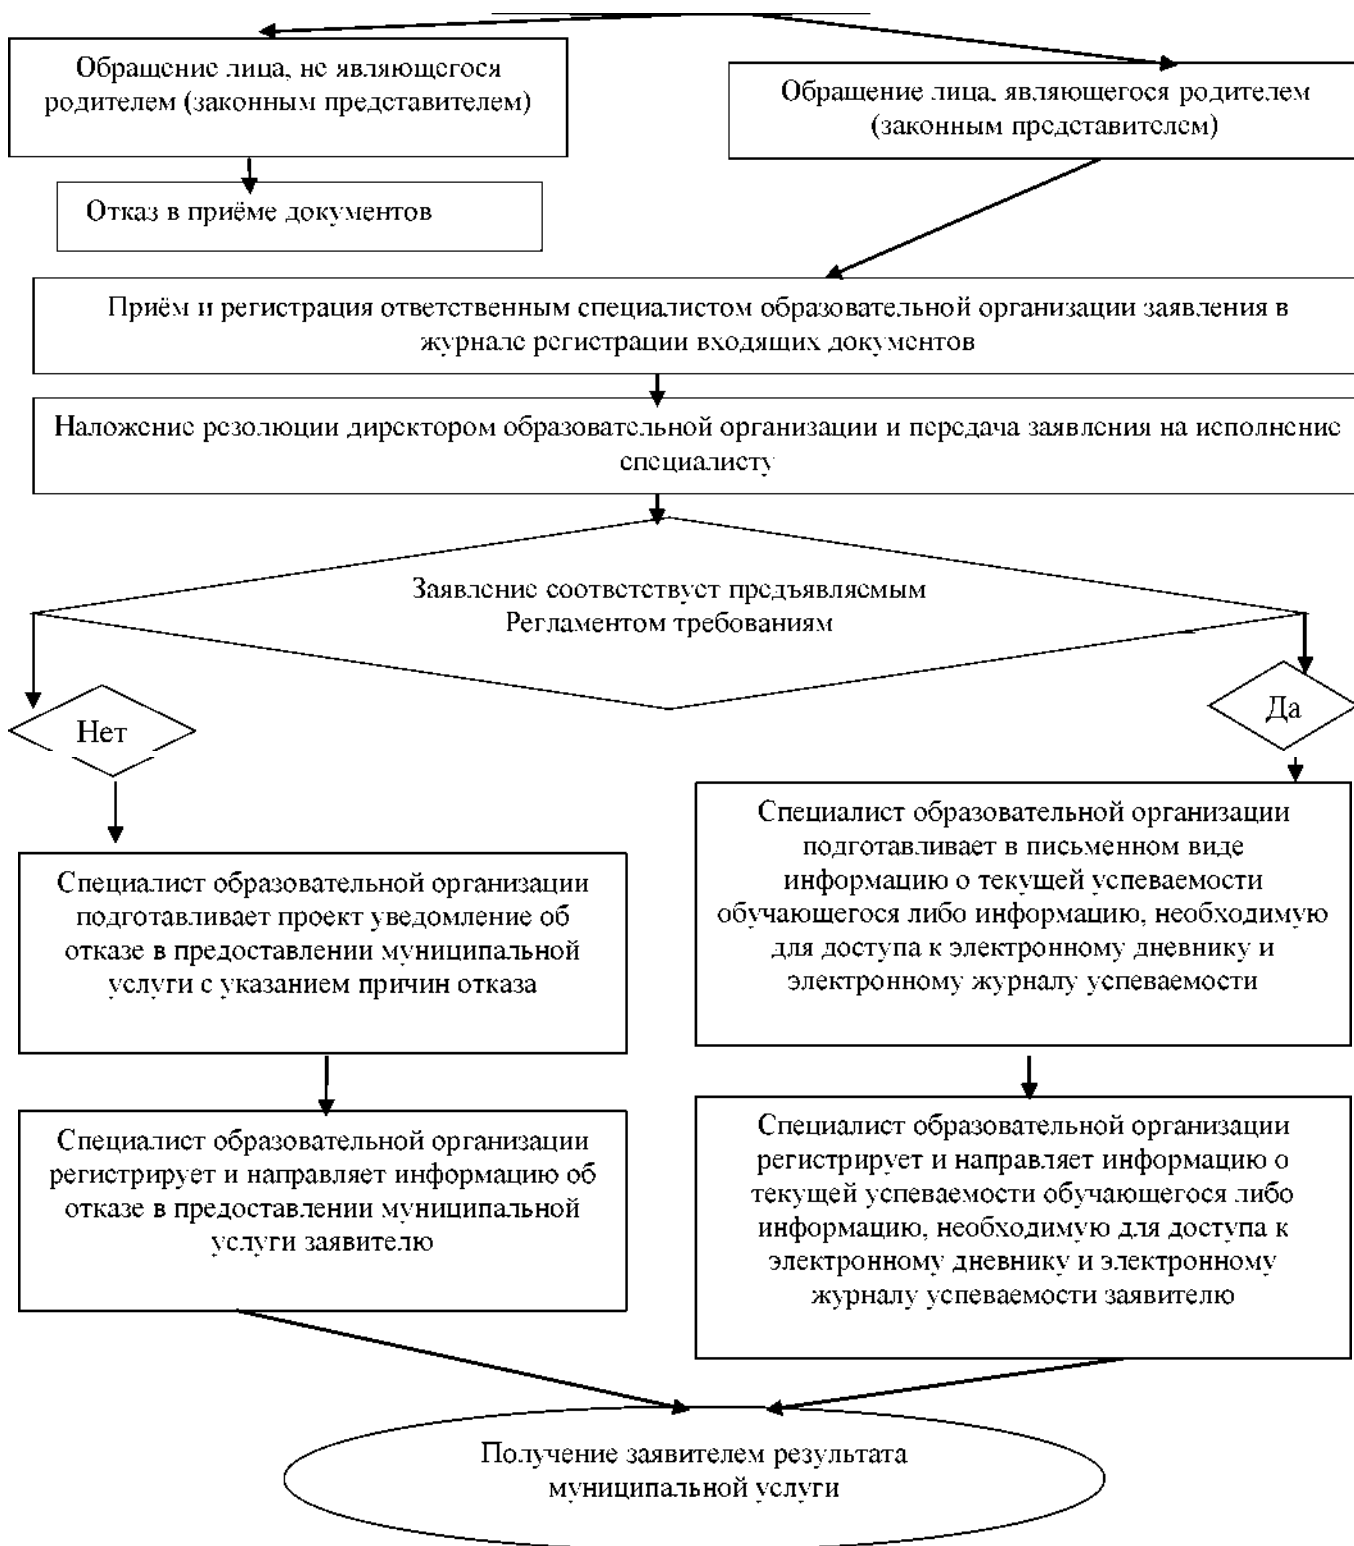 Обращение лица, не являющегося
родителем (законным представителем)
Обращение лица, являющегося родителем
(законным представителем)
Отказ в приёме документов
Приём и регистрация ответственным специалистом образовательной организации заявления в
журнале регистрации входящих документов
Наложение резолюции директором образовательной организации и передача заявления на исполнение
специалисту
Заявление соответствует предъявляемым
Регламентом требованиям
Нет
Да
Специалист образовательной организации
подготавливает проект уведомление об
отказе в предоставлении муниципальной
услуги с указанием причин отказа
Специалист образовательной организации
подготавливает в письменном виде
информацию о текущей успеваемости
обучающегося либо информацию, необходимую
для доступа к электронному дневнику и
электронному журналу успеваемости
Специалист образовательной организации
регистрирует и направляет информацию об
отказе в предоставлении муниципальной
услуги заявителю
Специалист образовательной организации
регистрирует и направляет информацию о
текущей успеваемости обучающегося либо
информацию, необходимую для доступа к
электронному дневнику и электронному
журналу успеваемости заявителю
Получение заявителем результата
муниципальной услуги